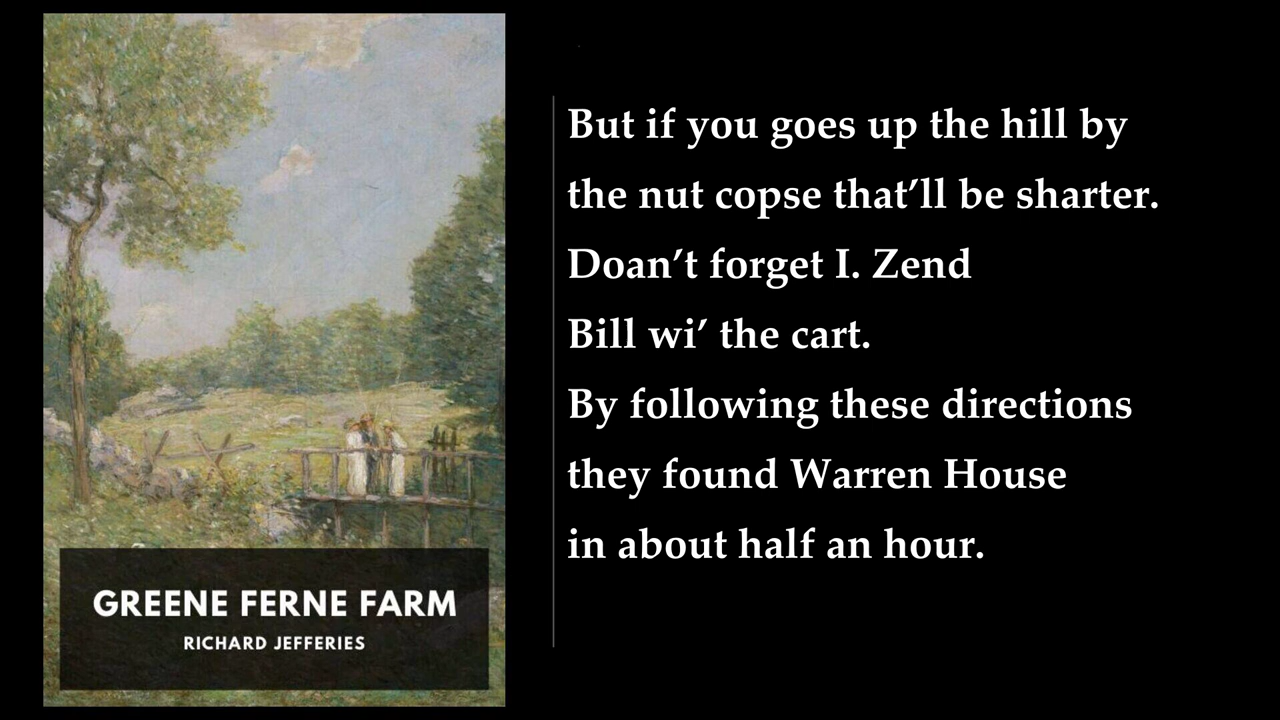 But if you goes up the hill by
the nut copse that’ll be sharter.
Doan’t forget I. Zend
Bill wi’ the cart.
By following these directions
they found Warren House
in about half an hour.
GREENE FERNE FARM
RICHARD JEFFERIES